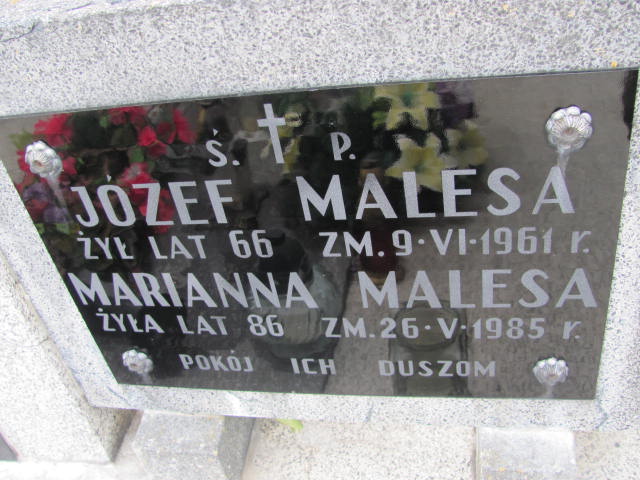 Ś. P.
JÓZEF MALESA
ŻYŁ LAT 66 ZM. 9·VI·1961 r.
MARIANNA MALESA
ŻYŁA LAT 86 ZM. 26·V·1985 r.
POKÓJ ICH DUSZOM